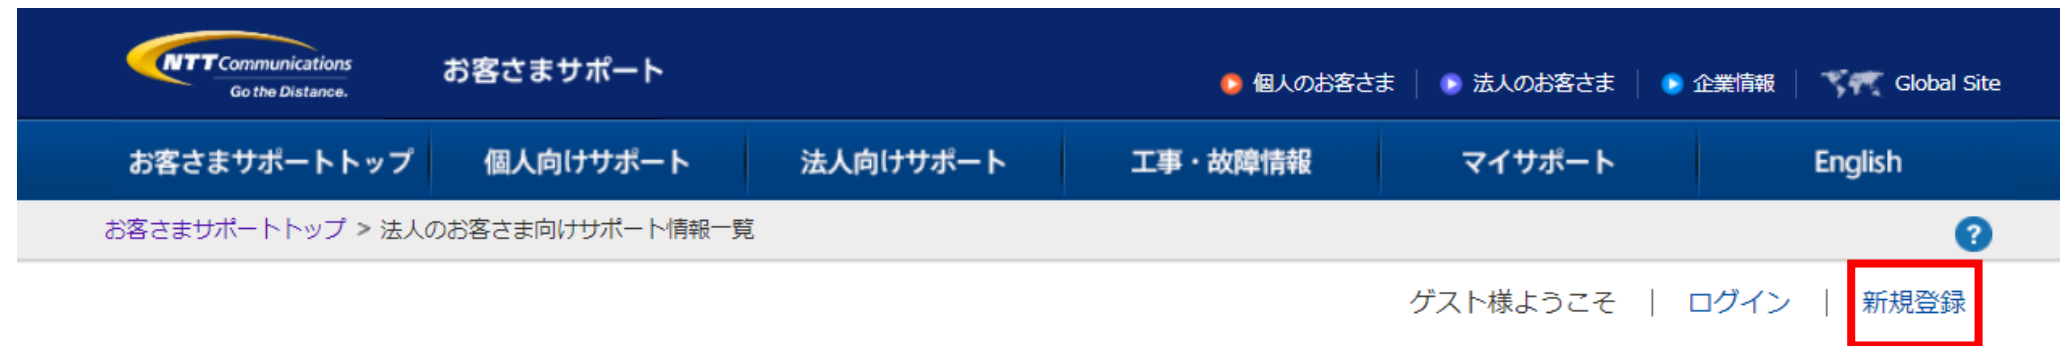 NTT Communications
Go the Distance.
お客さまサポート
個人のお客さま 法人のお客さま 企業情報 Global Site
お客さまサポートトップ 個人向けサポート 法人向けサポート 工事・故障情報 マイサポート English
お客さまサポートトップ > 法人のお客さま向けサポート情報一覧 ?
ゲスト様ようこそ | ログイン | 新規登録